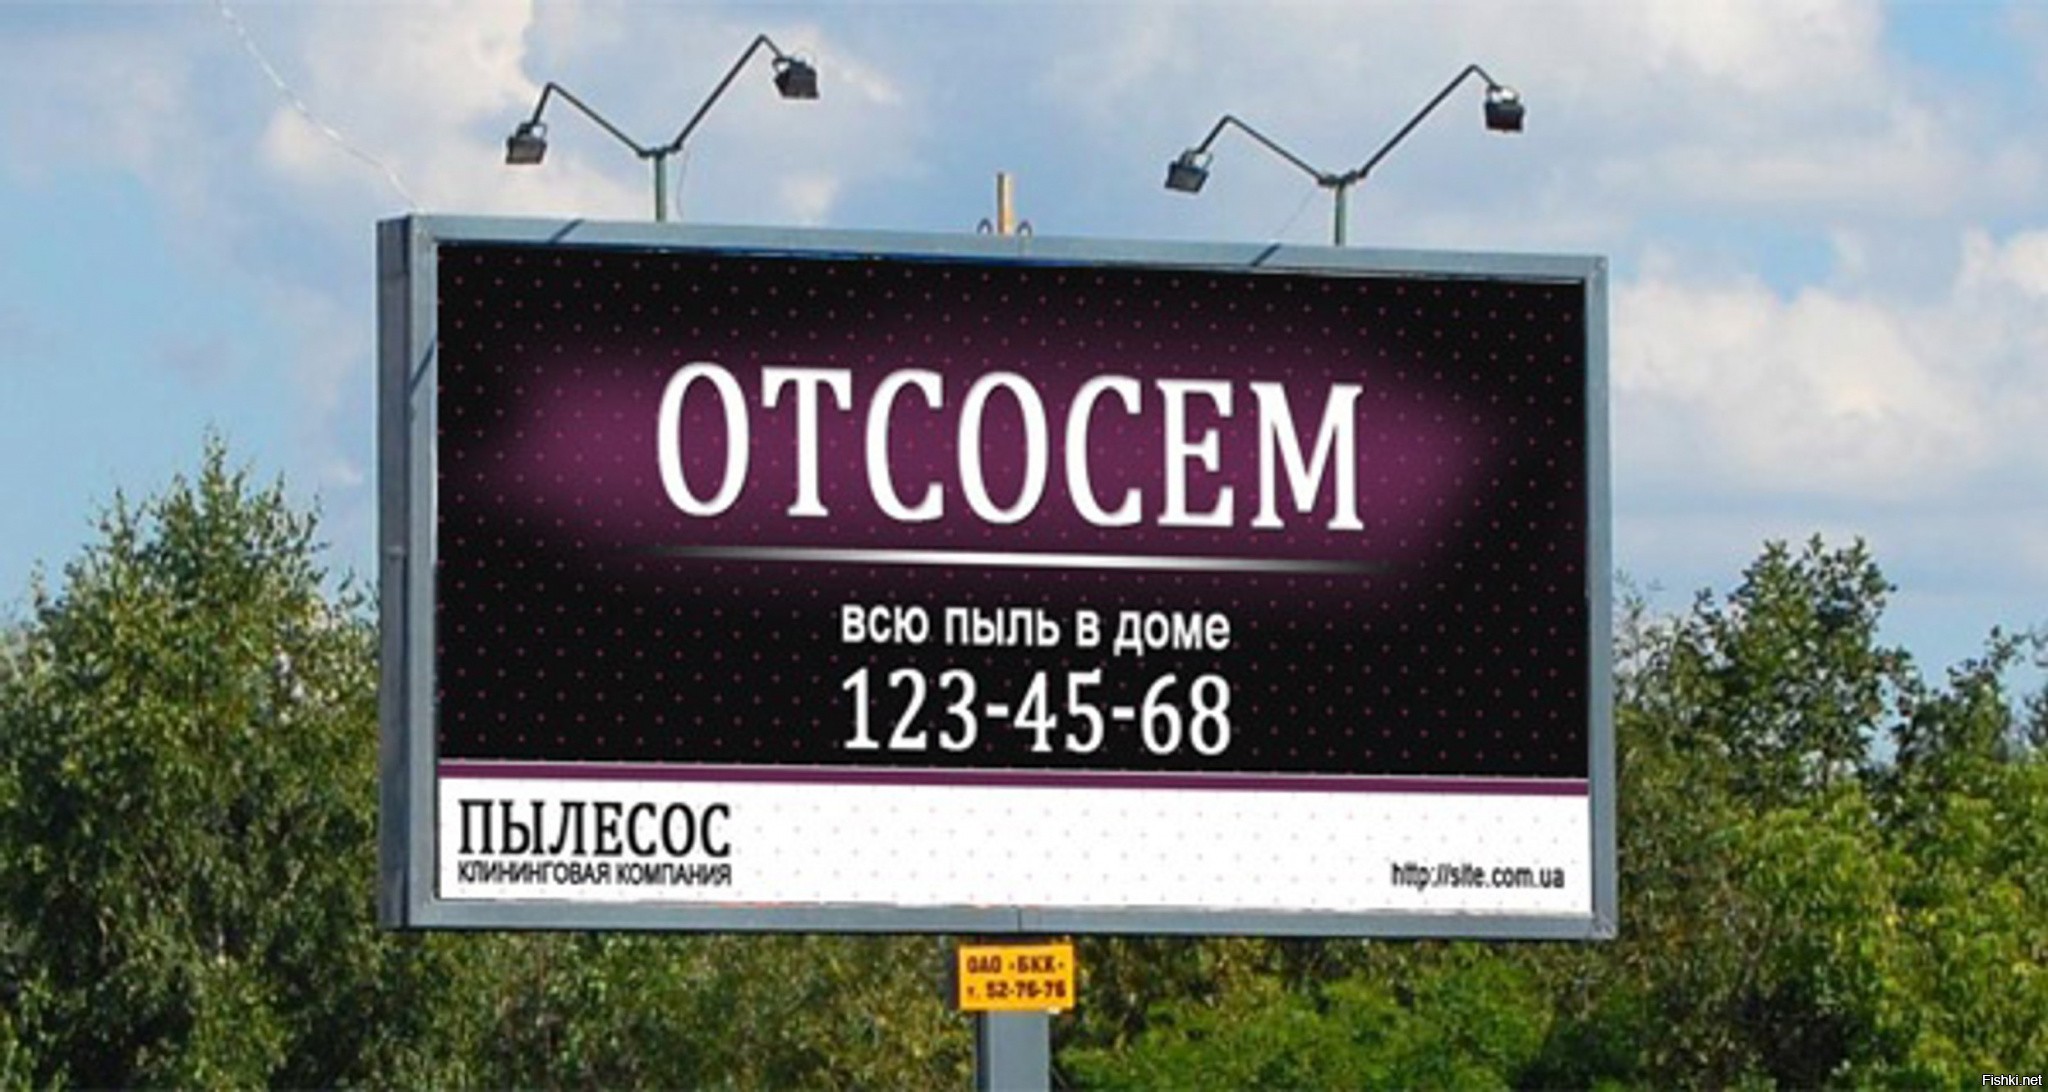 ОТСОСЕМ
всю пыль в доме
123-45-68
ПЫЛЕСОС
КЛИНИНГОВАЯ КОМПАНИЯ
http://site.com.ua
ОАО «БКК»
т. 52-76-76
Fishki.net